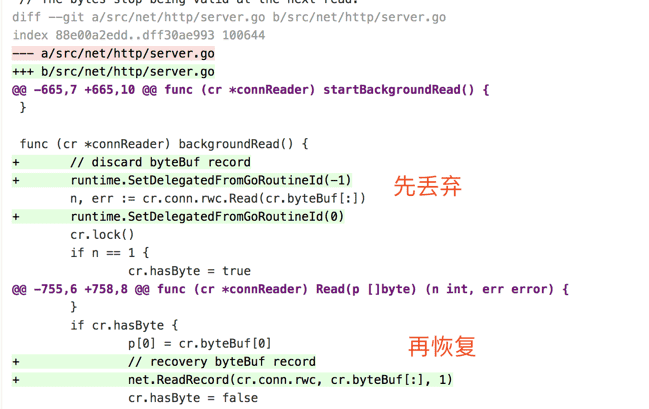 // The bytes stop being valid at the next read.
diff --git a/src/net/http/server.go b/src/net/http/server.go
index 88e00a2edd..dff30ae993 100644
--- a/src/net/http/server.go
+++ b/src/net/http/server.go
@@ -665,7 +665,10 @@ func (cr *connReader) startBackgroundRead() {
}
func (cr *connReader) backgroundRead() {
+ // discard byteBuf record
+ runtime.SetDelegatedFromGoRoutineId(-1)
先丢弃
n, err := cr.conn.rwc.Read(cr.byteBuf[:])
+ runtime.SetDelegatedFromGoRoutineId(0)
cr.lock()
if n == 1 {
cr.hasByte = true
@@ -755,6 +758,8 @@ func (cr *connReader) Read(p []byte) (n int, err error) {
}
if cr.hasByte {
p[0] = cr.byteBuf[0]
再恢复
+ // recovery byteBuf record
+ net.ReadRecord(cr.conn.rwc, cr.byteBuf[:], 1)
cr.hasByte = false